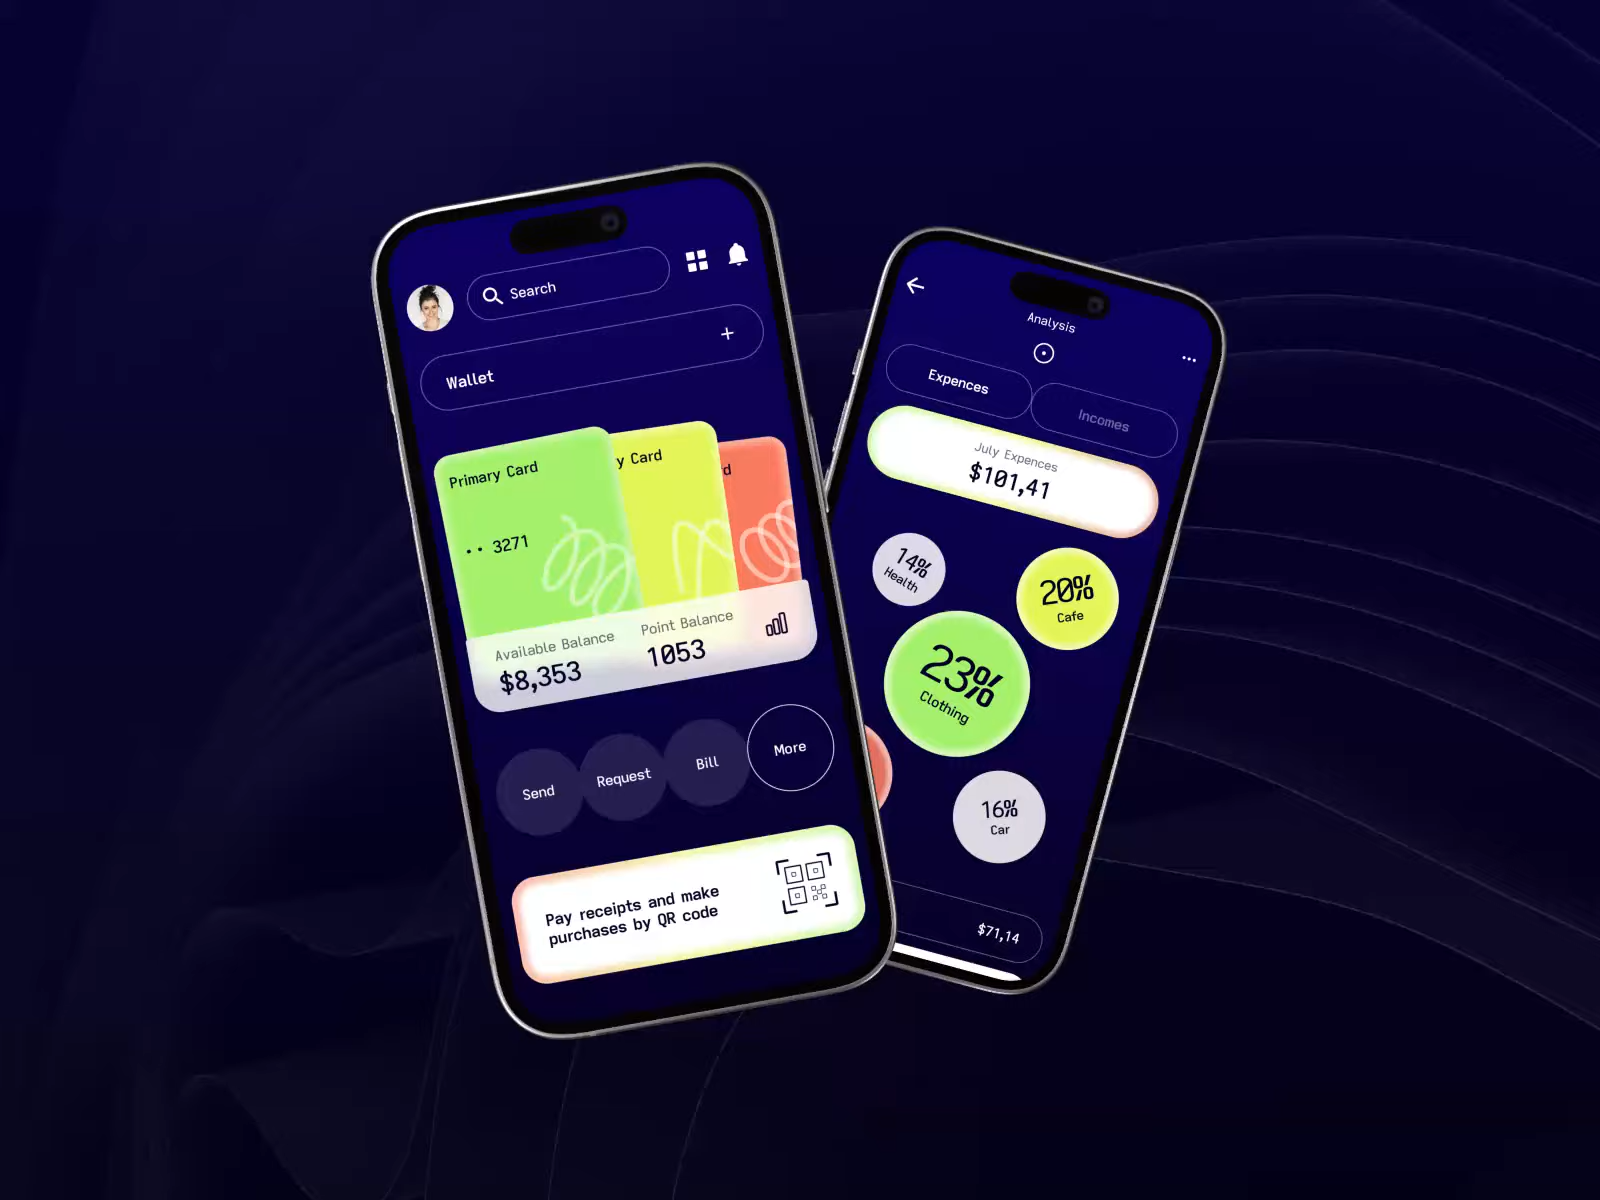 Search
Wallet
Primary Card
y Card
d
•• 3271
Available Balance
Point Balance
$8,353
1053
Send
Request
Bill
More
Pay receipts and make
purchases by QR code
Analysis
Expences
Incomes
July Expences
$101,41
14%
Health
20%
Cafe
23%
Clothing
16%
Car
$71,14